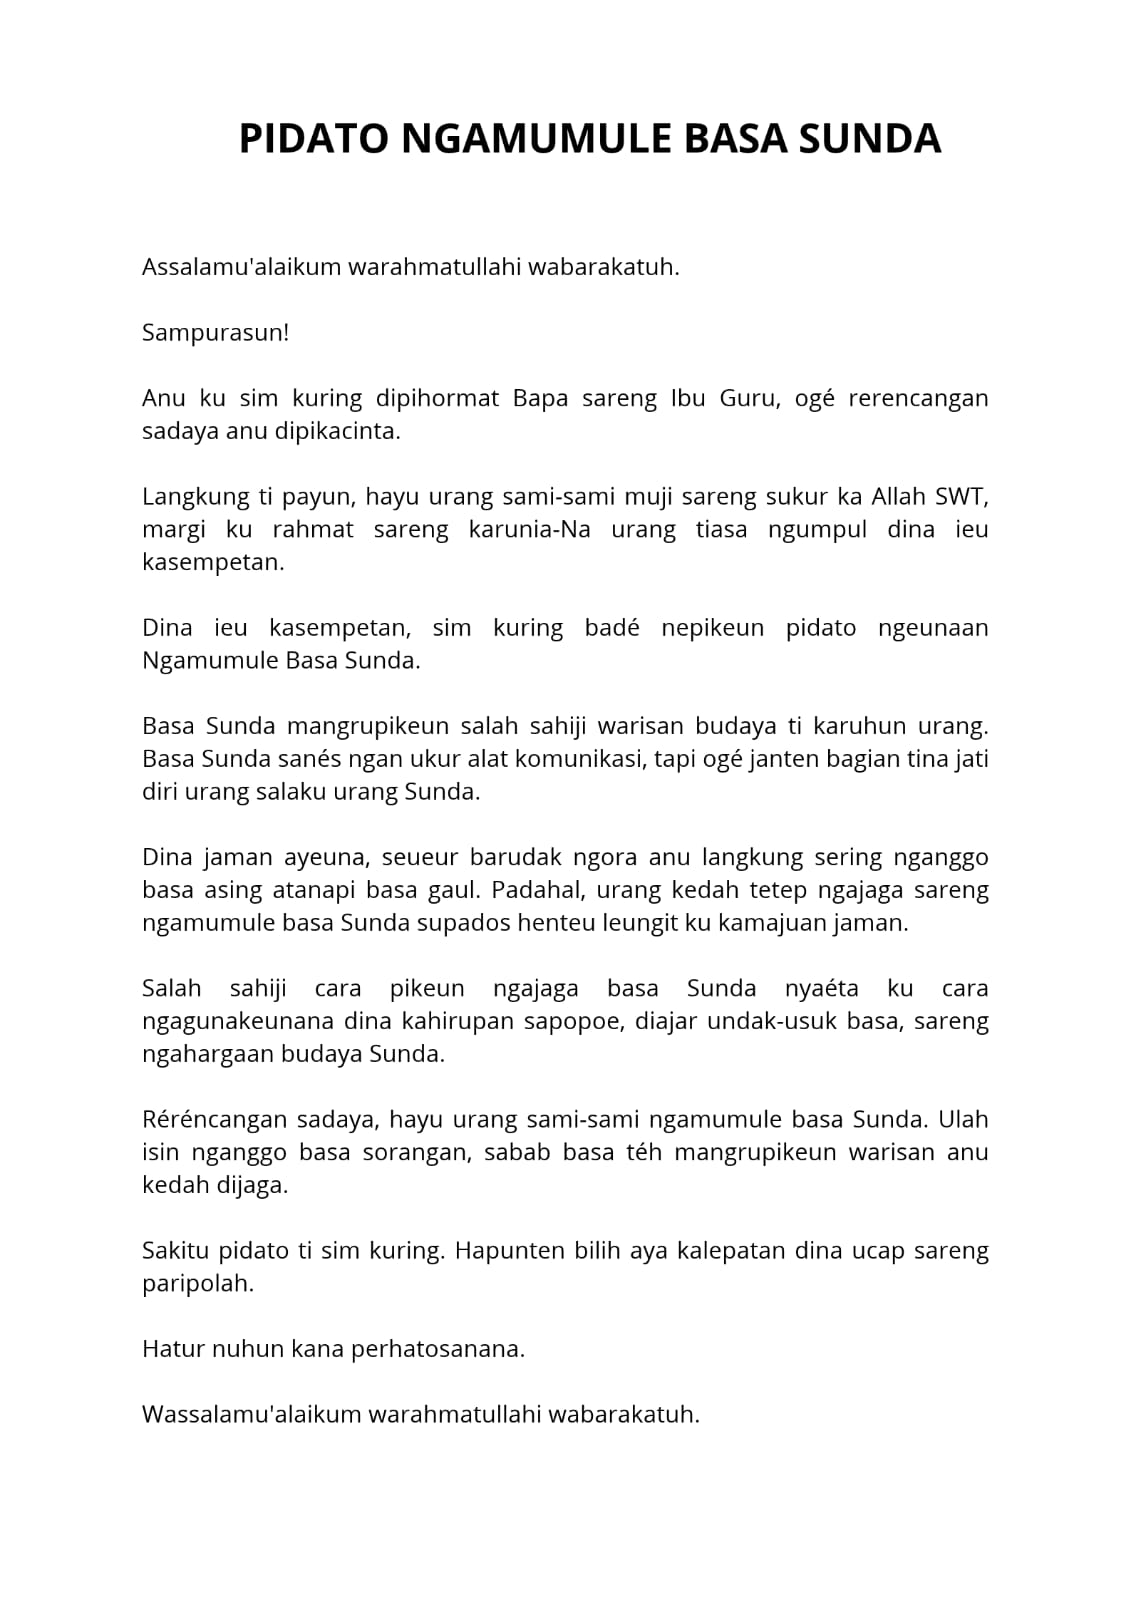 PIDATO NGAMUMULE BASA SUNDA
Assalamu'alaikum warahmatullahi wabarakatuh.
Sampurasun!
Anu ku sim kuring dipihormat Bapa sareng Ibu Guru, ogé rerencangan
sadaya anu dipikacinta.
Langkung ti payun, hayu urang sami-sami muji sareng sukur ka Allah SWT,
margi ku rahmat sareng karunia-Na urang tiasa ngumpul dina ieu
kasempetan.
Dina ieu kasempetan, sim kuring badé nepikeun pidato ngeunaan
Ngamumule Basa Sunda.
Basa Sunda mangrupikeun salah sahiji warisan budaya ti karuhun urang.
Basa Sunda sanés ngan ukur alat komunikasi, tapi ogé janten bagian tina jati
diri urang salaku urang Sunda.
Dina jaman ayeuna, seueur barudak ngora anu langkung sering nganggo
basa asing atanapi basa gaul. Padahal, urang kedah tetep ngajaga sareng
ngamumule basa Sunda supados henteu leungit ku kamajuan jaman.
Salah sahiji cara pikeun ngajaga basa Sunda nyaéta ku cara
ngagunakeunana dina kahirupan sapopoe, diajar undak-usuk basa, sareng
ngahargaan budaya Sunda.
Réréncangan sadaya, hayu urang sami-sami ngamumule basa Sunda. Ulah
isin nganggo basa sorangan, sabab basa téh mangrupikeun warisan anu
kedah dijaga.
Sakitu pidato ti sim kuring. Hapunten bilih aya kalepatan dina ucap sareng
paripolah.
Hatur nuhun kana perhatosanana.
Wassalamu'alaikum warahmatullahi wabarakatuh.